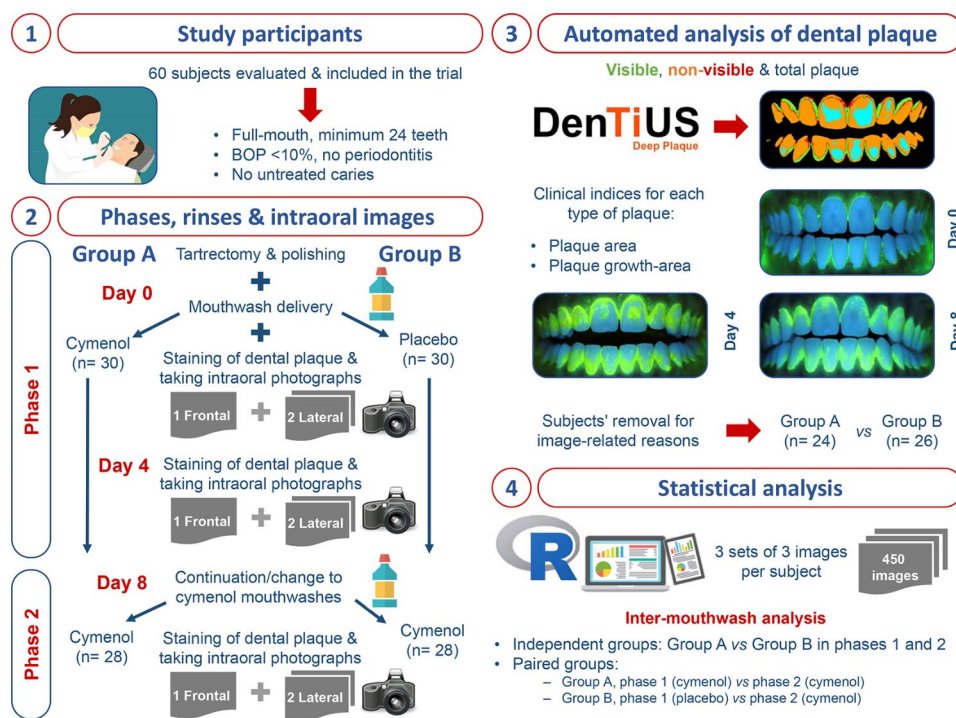 1
Study participants
60 subjects evaluated & included in the trial
• Full-mouth, minimum 24 teeth
• BOP <10%, no periodontitis
• No untreated caries
2
Phases, rinses & intraoral images
Phase 1
Group A
Group B
Tartrectomy & polishing
Day 0
Mouthwash delivery
Cymenol
(n= 30)
Placebo
(n= 30)
Staining of dental plaque &
taking intraoral photographs
1 Frontal
2 Lateral
Day 4
Staining of dental plaque &
taking intraoral photographs
1 Frontal
2 Lateral
Phase 2
Day 8
Continuation/change to
cymenol mouthwashes
Cymenol
(n= 28)
Cymenol
(n= 28)
Staining of dental plaque &
taking intraoral photographs
1 Frontal
2 Lateral
3
Automated analysis of dental plaque
Visible, non-visible & total plaque
DenTiUS
Deep Plaque
Clinical indices for each
type of plaque:
• Plaque area
• Plaque growth-area
Day 0
Day 4
Day 8
Subjects' removal for
image-related reasons
Group A
(n= 24)
vs
Group B
(n= 26)
4
Statistical analysis
R
3 sets of 3 images
per subject
450
images
Inter-mouthwash analysis
• Independent groups: Group A vs Group B in phases 1 and 2
• Paired groups:
– Group A, phase 1 (cymenol) vs phase 2 (cymenol)
– Group B, phase 1 (placebo) vs phase 2 (cymenol)